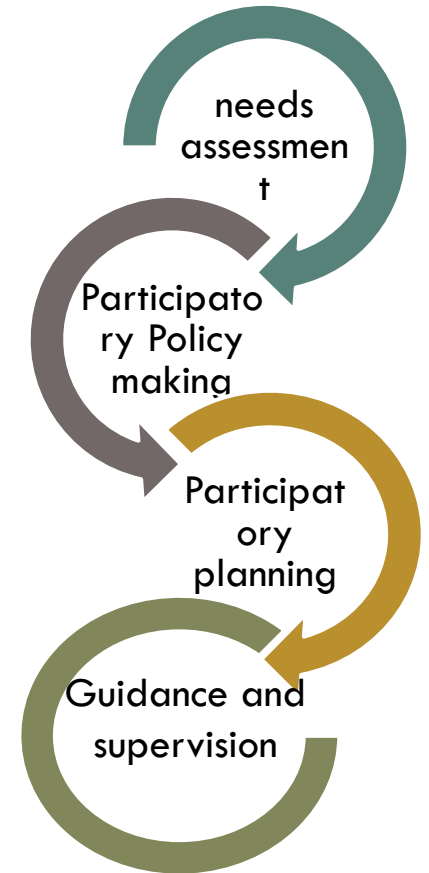 needs
assessmen
t
Participato
ry Policy
making
Participat
ory
planning
Guidance and
supervision